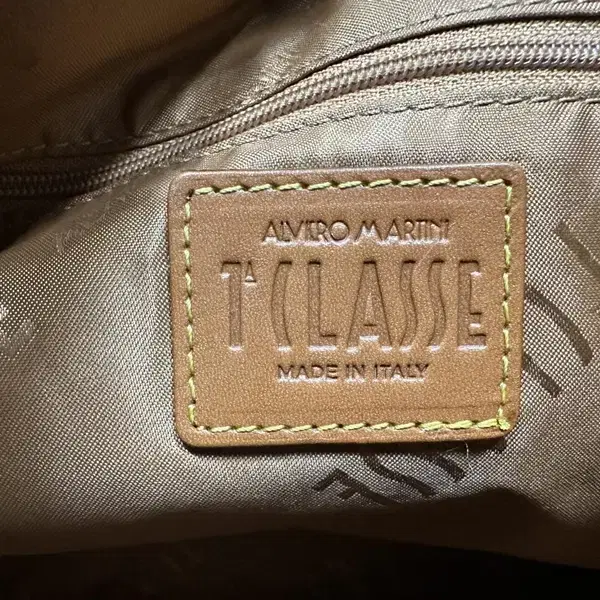 ALVIERO MARTINI
1ᴬ CLASSE
MADE IN ITALY